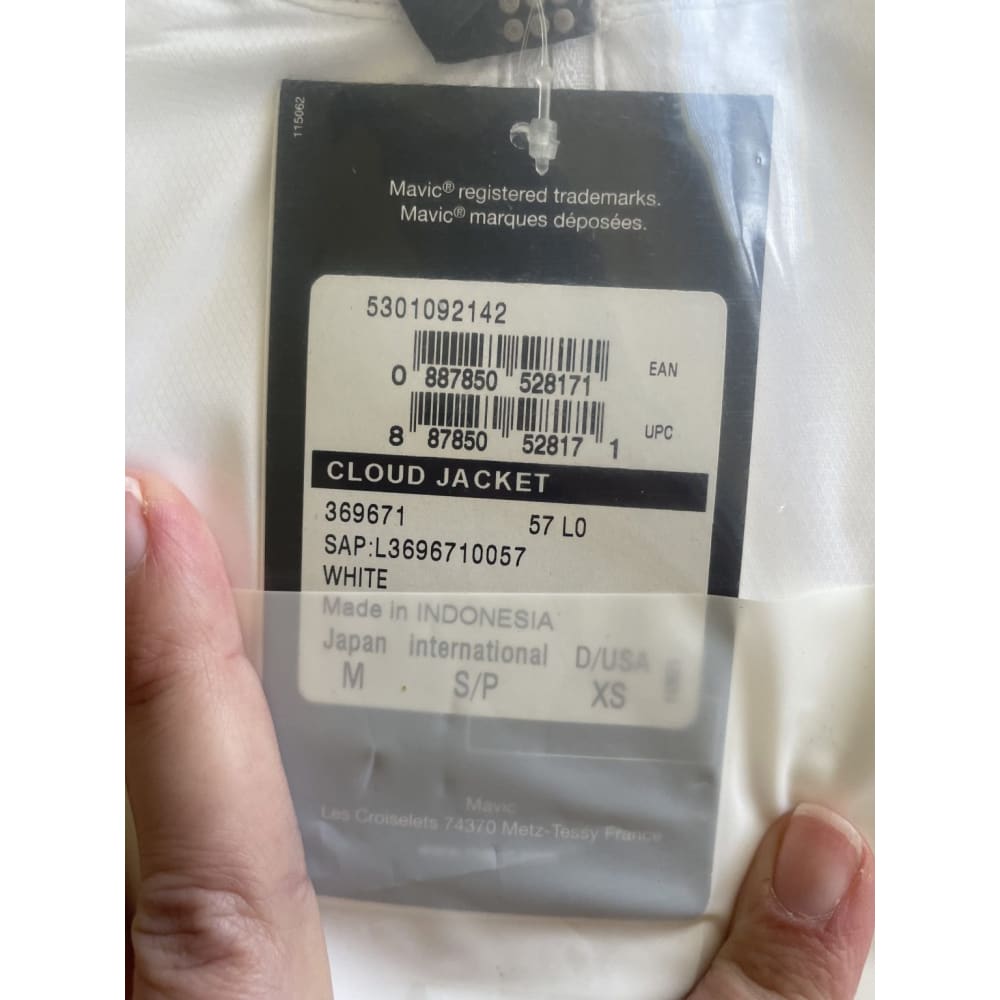 115062
Mavic® registered trademarks.
Mavic® marques déposées.
5301092142
0 887850 528171
EAN
8 87850 52817 1
UPC
CLOUD JACKET
369671 57 L0
SAP:L3696710057
WHITE
Made in INDONESIA
Japan international D/USA
M S/P XS
Mavic
Les Croiselets 74370 Metz-Tessy France